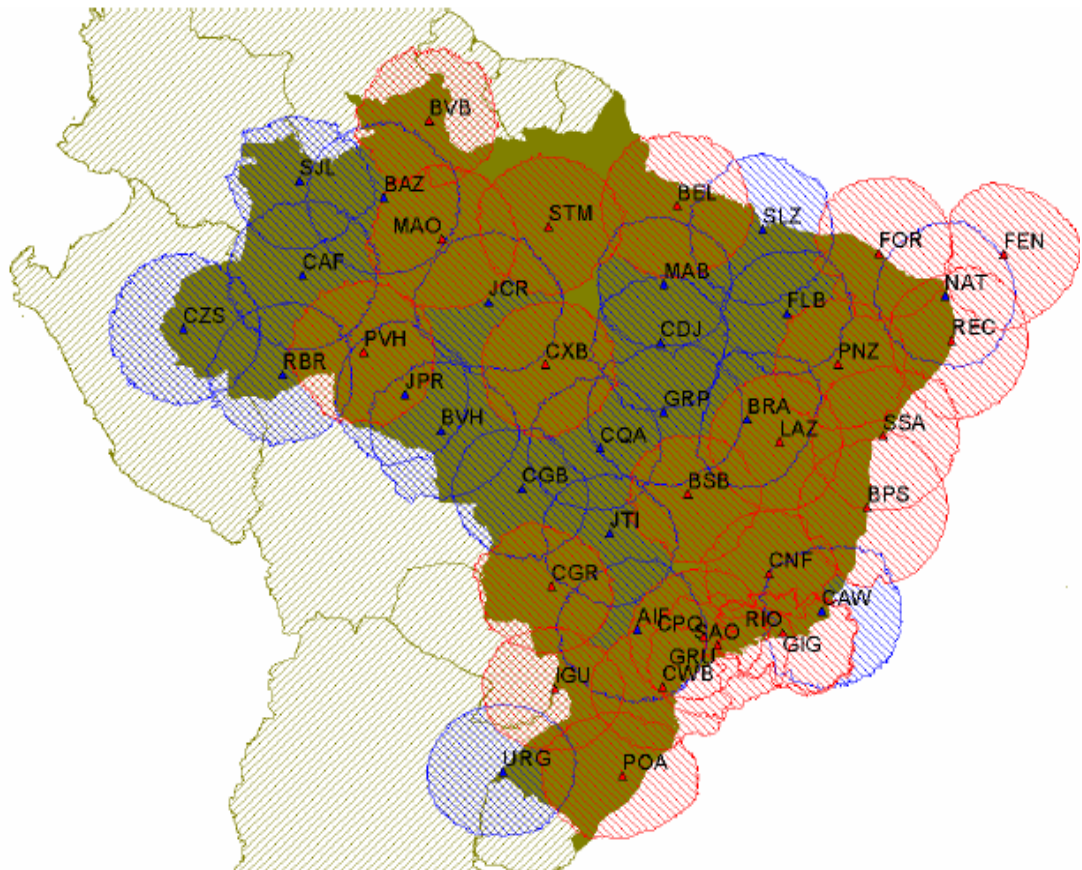 BVB
SJL
BAZ
BEL
STM
MAO
SLZ
FOR
FEN
CAF
MAB
NAT
JCR
FLB
CZS
CDJ
REC
PVH
CXB
PNZ
RBR
JPR
GRP
BRA
BVH
CQA
LAZ
SSA
CGB
BSB
BPS
JTI
CNF
CGR
CAW
AIF
CPQ
SAO
RIO
GIG
GRU
IGU
CWB
URG
POA